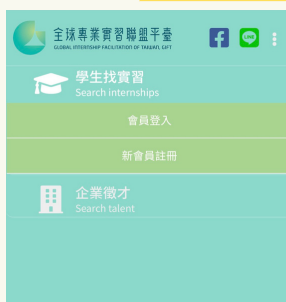 全球專業實習聯盟平臺
GLOBAL INTERNSHIP FACILITATION OF TAIWAN, GIFT
LINE
學生找實習
Search internships
會員登入
新會員註冊
企業徵才
Search talent